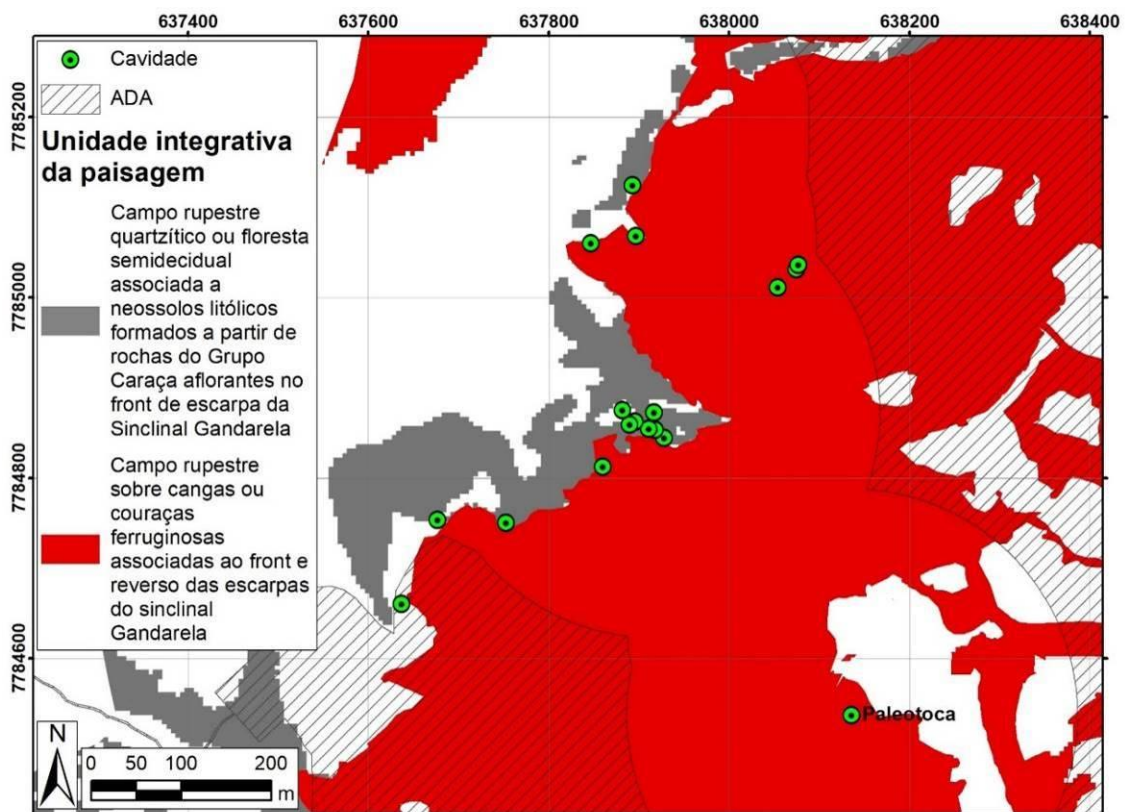 637400 637600 637800 638000 638200 638400
7785200
7785000
7784800
7784600
Cavidade
ADA
Unidade integrativa
da paisagem
Campo rupestre
quartzítico ou floresta
semidecidual
associada a
neossolos litólicos
formados a partir de
rochas do Grupo
Caraça aflorantes no
front de escarpa da
Sinclinal Gandarela
Campo rupestre
sobre cangas ou
couraças
ferruginosas
associadas ao front e
reverso das escarpas
do sinclinal
Gandarela
Paleotoca
N
0 50 100 200
m